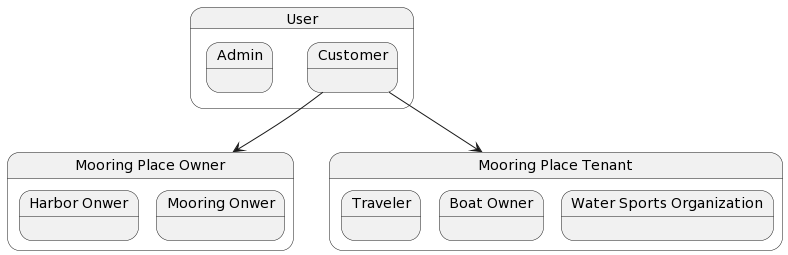 User
Admin
Customer
Mooring Place Owner
Harbor Onwer
Mooring Onwer
Mooring Place Tenant
Traveler
Boat Owner
Water Sports Organization